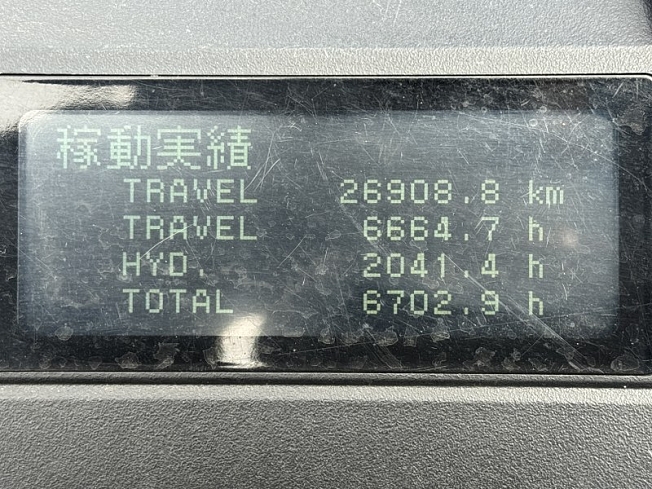 稼動実績
TRAVEL 26908.8 km
TRAVEL 6664.7 h
HYD. 2041.4 h
TOTAL 6702.9 h